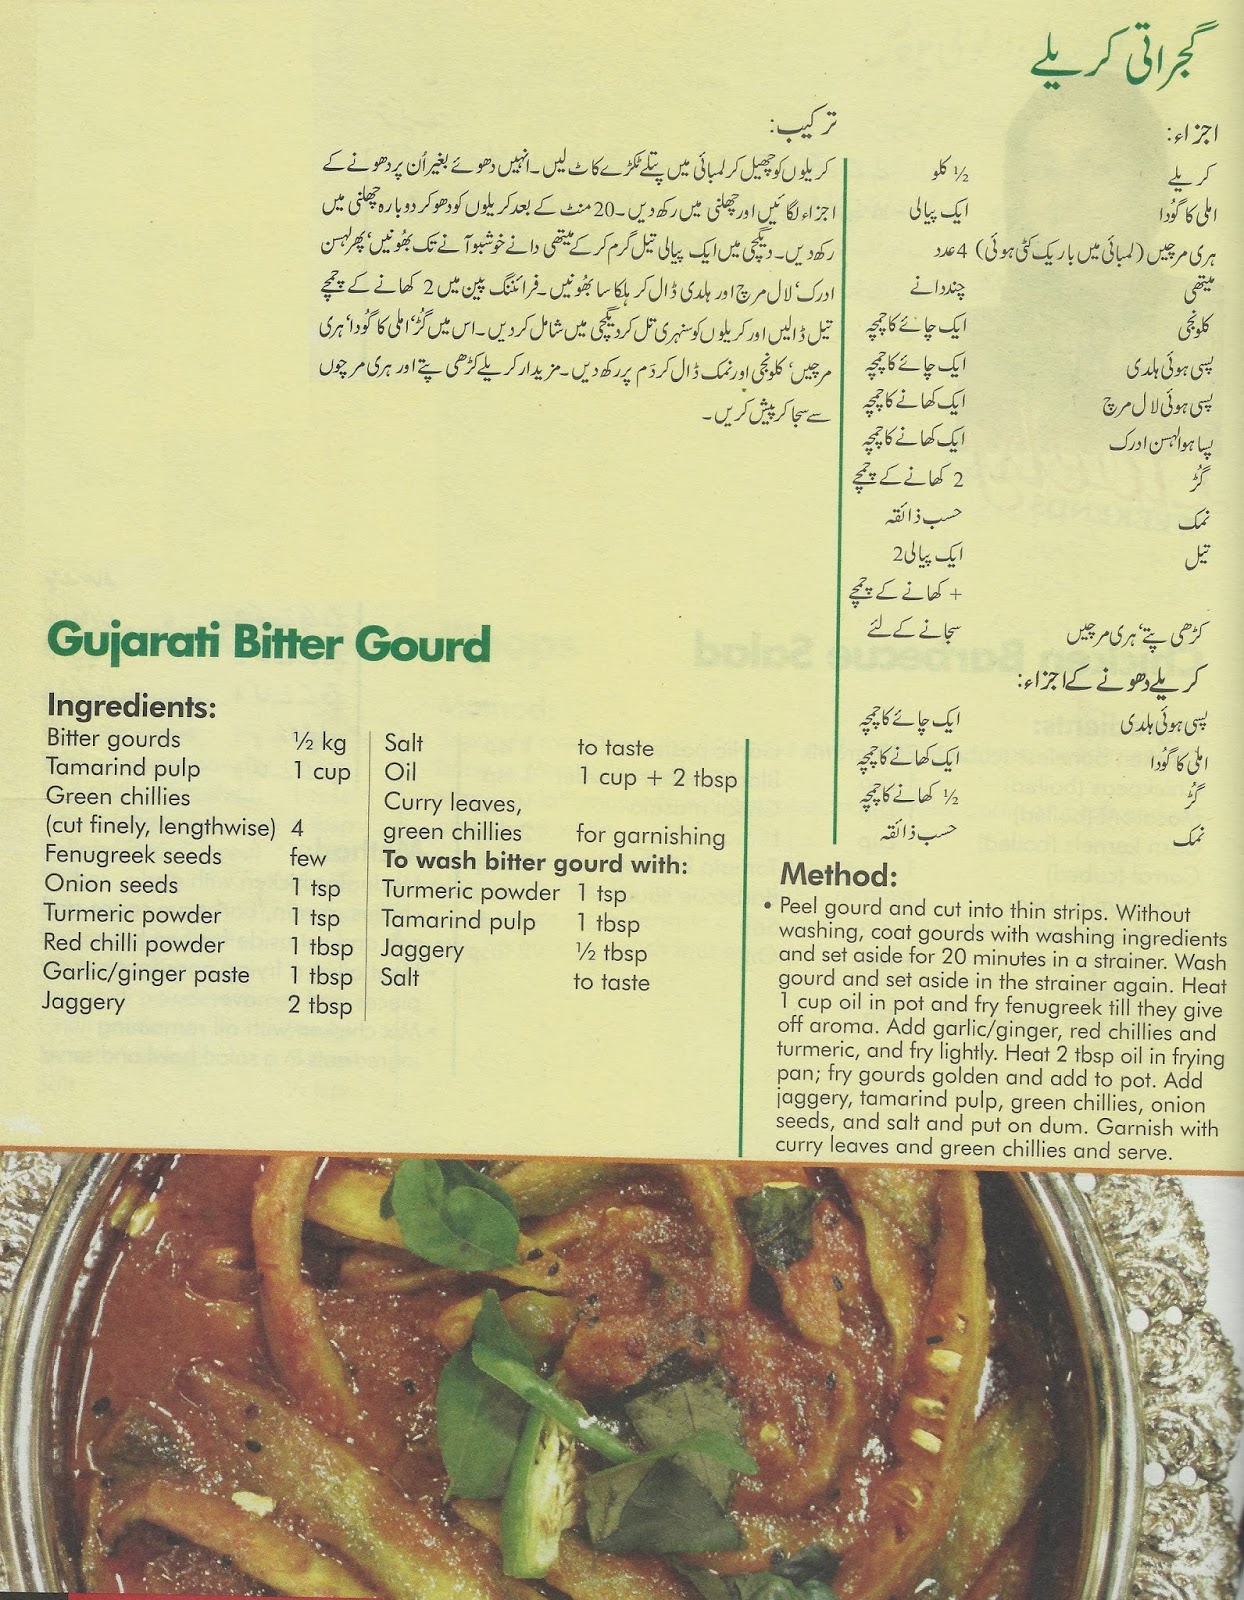 گجراتی کریلے
اجزاء:
کریلے ½ کلو
املی کا گُودا ایک پیالی
ہری مرچیں (لمبائی میں باریک کٹی ہوئی) 4 عدد
میتھی چند دانے
کلونجی ایک چائے کا چمچہ
پسی ہوئی ہلدی ایک چائے کا چمچہ
پسی ہوئی لال مرچ ایک کھانے کا چمچہ
پسا ہوا لہسن ادرک ایک کھانے کا چمچہ
گُڑ 2 کھانے کے چمچے
نمک حسب ذائقہ
تیل ایک پیالی 2
+ کھانے کے چمچے
کڑھی پتے، ہری مرچیں سجانے کے لئے
کریلے دھونے کے اجزاء:
پسی ہوئی ہلدی ایک چائے کا چمچہ
املی کا گُودا ایک کھانے کا چمچہ
گُڑ ½ کھانے کا چمچہ
نمک حسب ذائقہ
ترکیب:
کریلوں کو چھیل کر لمبائی میں پتلے ٹکڑے کاٹ لیں۔ انہیں دھوئے بغیر اُن پر دھونے کے
اجزاء لگائیں اور چھلنی میں رکھ دیں۔ 20 منٹ کے بعد کریلوں کو دھو کر دوبارہ چھلنی میں
رکھ دیں۔ دیگچی میں ایک پیالی تیل گرم کر کے میتھی دانے خوشبو آنے تک بھُونیں، پھر لہسن
ادرک، لال مرچ اور ہلدی ڈال کر ہلکا سا بھُونیں۔ فرائنگ پین میں 2 کھانے کے چمچے
تیل ڈالیں اور کریلوں کو سنہری تل کر دیگچی میں شامل کر دیں۔ اس میں گُڑ، املی کا گُودا، ہری
مرچیں، کلونجی اور نمک ڈال کر دَم پر رکھ دیں۔ مزیدار کریلے کڑھی پتے اور ہری مرچوں
سے سجا کر پیش کریں۔
Gujarati Bitter Gourd
Ingredients:
Bitter gourds ½ kg
Tamarind pulp 1 cup
Green chillies
(cut finely, lengthwise) 4
Fenugreek seeds few
Onion seeds 1 tsp
Turmeric powder 1 tsp
Red chilli powder 1 tbsp
Garlic/ginger paste 1 tbsp
Jaggery 2 tbsp
Salt to taste
Oil 1 cup + 2 tbsp
Curry leaves,
green chillies for garnishing
To wash bitter gourd with:
Turmeric powder 1 tsp
Tamarind pulp 1 tbsp
Jaggery ½ tbsp
Salt to taste
Method:
• Peel gourd and cut into thin strips. Without
washing, coat gourds with washing ingredients
and set aside for 20 minutes in a strainer. Wash
gourd and set aside in the strainer again. Heat
1 cup oil in pot and fry fenugreek till they give
off aroma. Add garlic/ginger, red chillies and
turmeric, and fry lightly. Heat 2 tbsp oil in frying
pan; fry gourds golden and add to pot. Add
jaggery, tamarind pulp, green chillies, onion
seeds, and salt and put on dum. Garnish with
curry leaves and green chillies and serve.